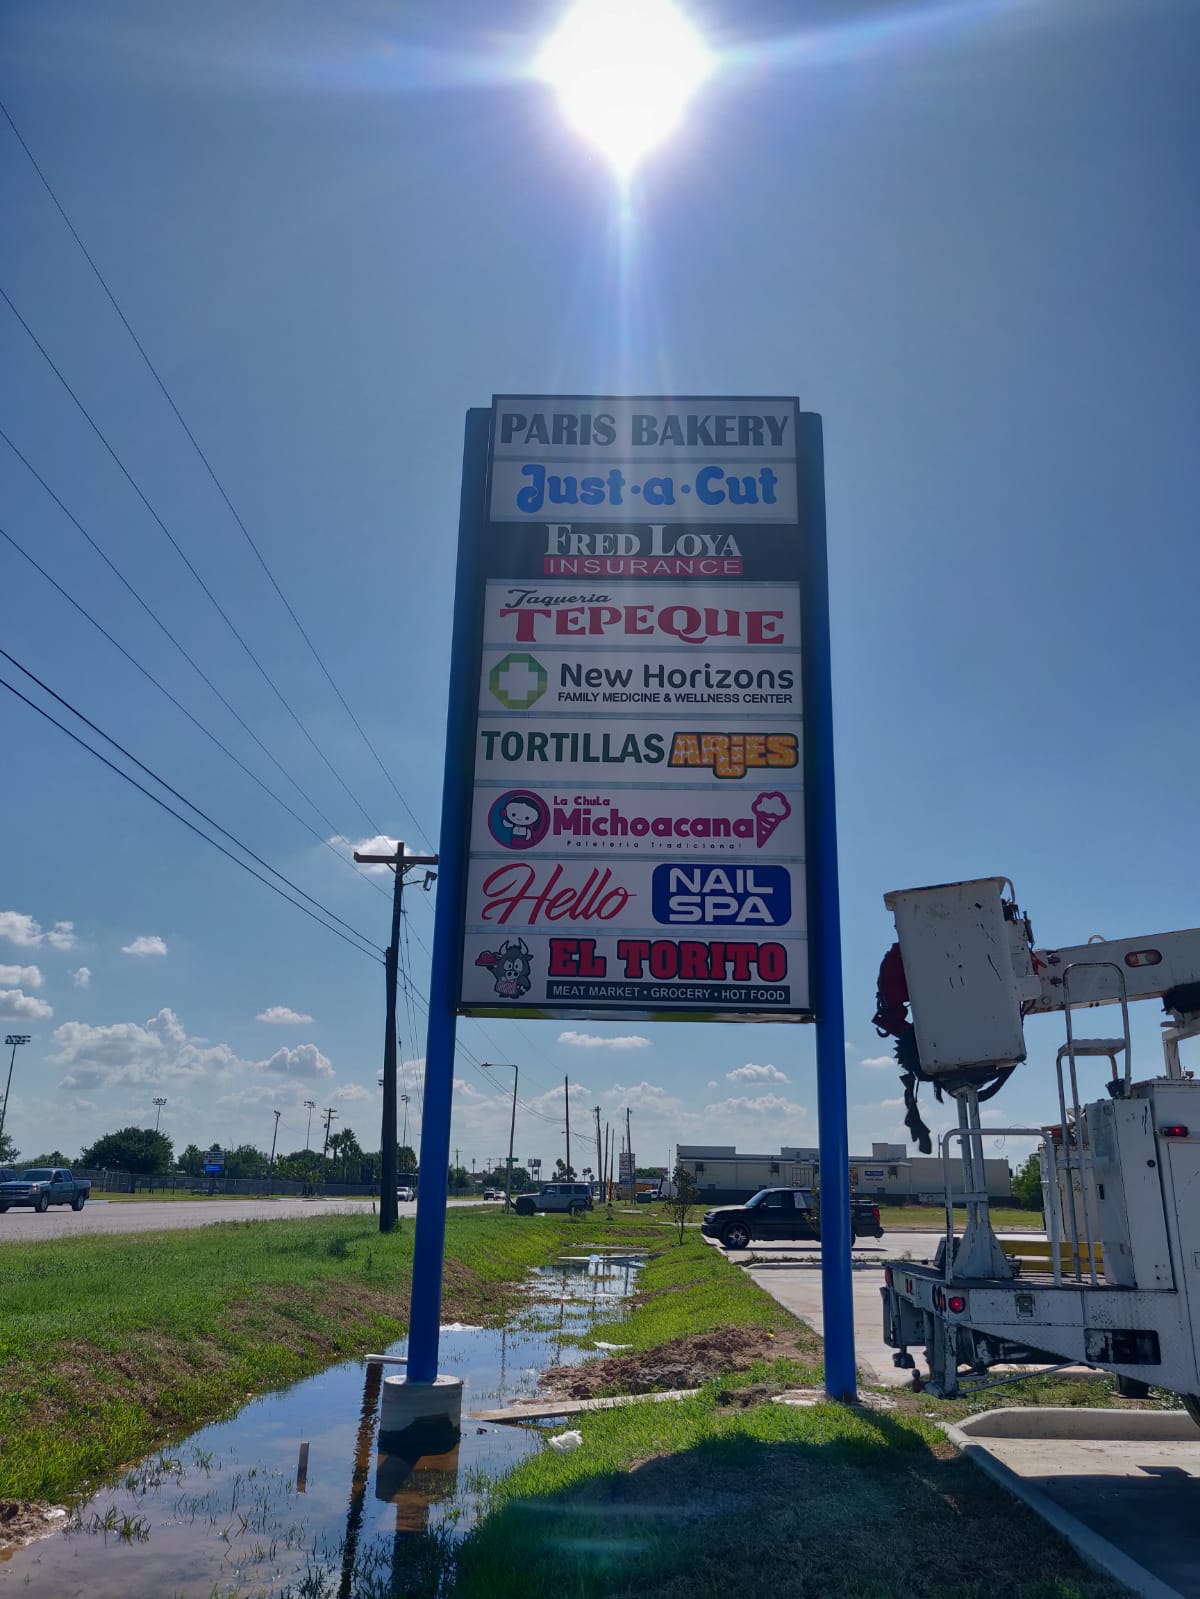 PARIS BAKERY
Just·a·Cut
FRED LOYA
INSURANCE
Taqueria
TEPEQUE
New Horizons
FAMILY MEDICINE & WELLNESS CENTER
TORTILLAS ARIES
La Chula
Michoacana
Paleteria Tradicional
Hello NAIL SPA
EL TORITO
MEAT MARKET • GROCERY • HOT FOOD